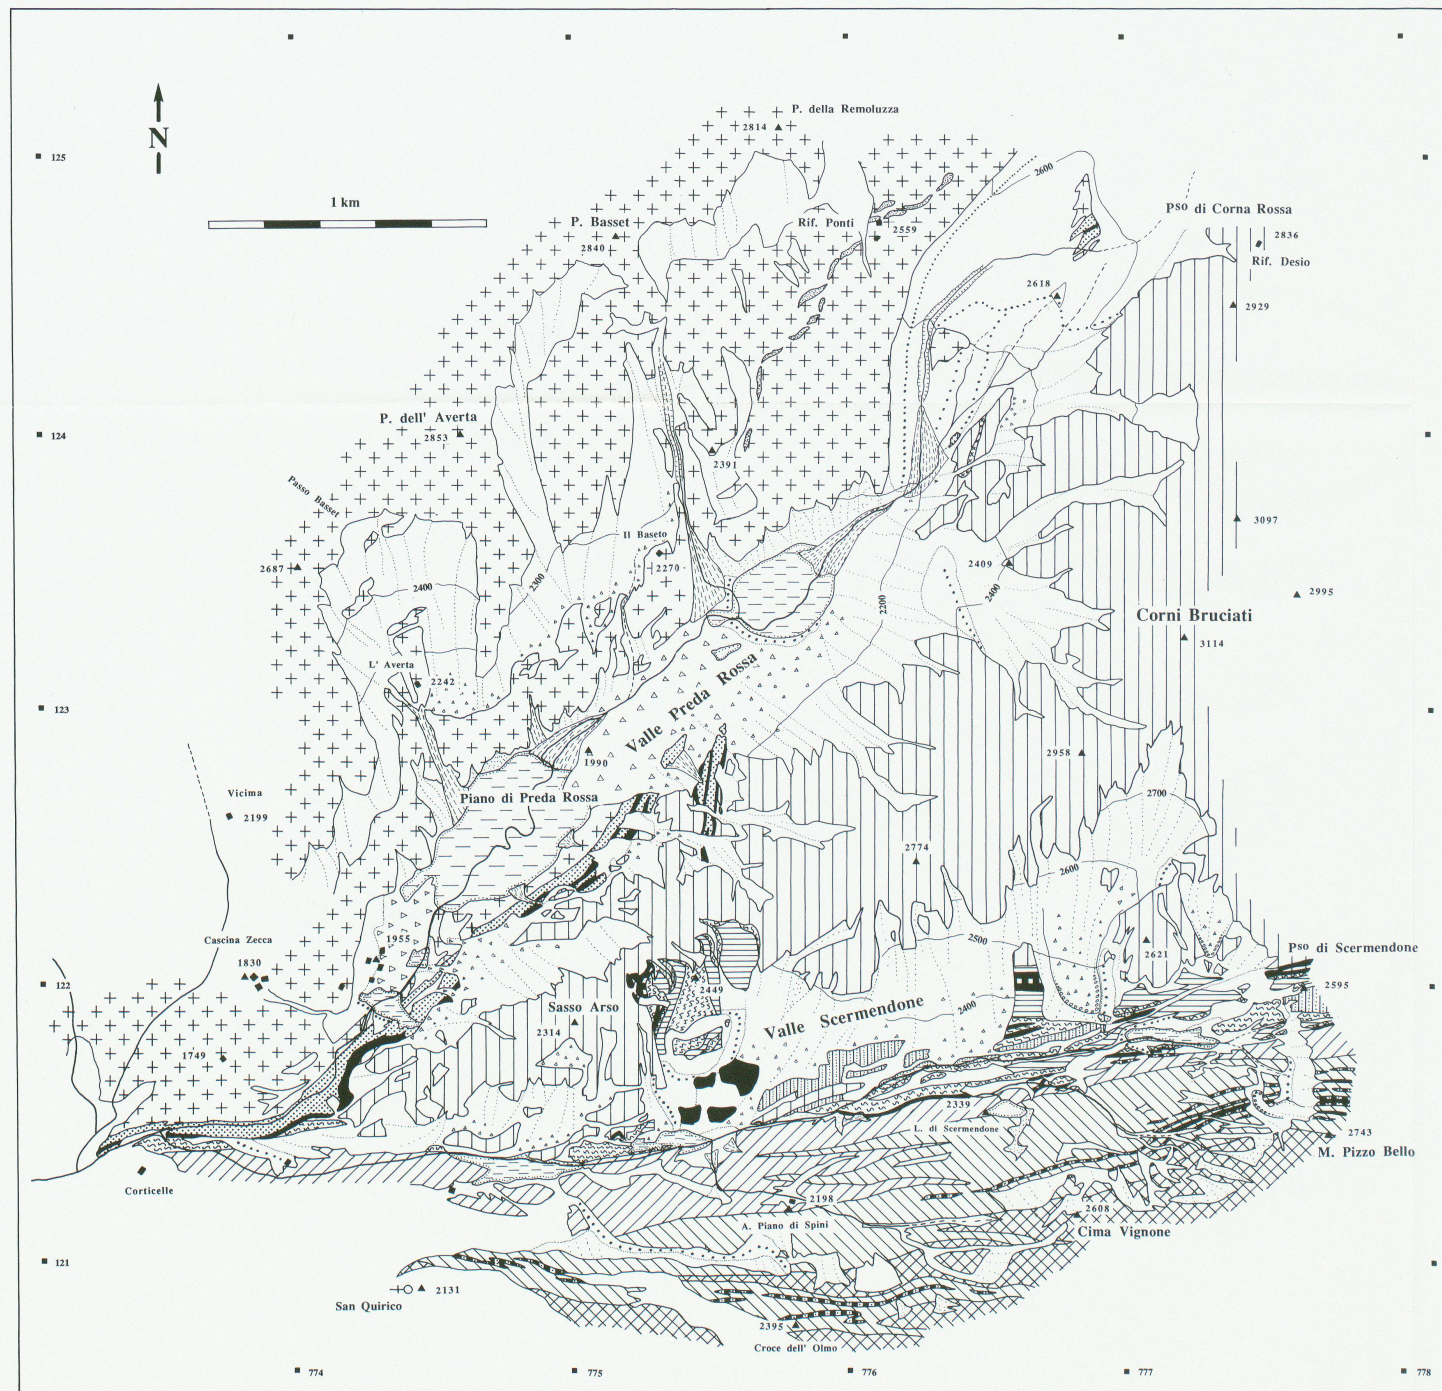 P. della Remoluzza
2814
N
125
2600
1 km
Pso di Corna Rossa
P. Basset
Rif. Ponti
2559
2836
2840
Rif. Desio
2618
2929
P. dell' Averta
124
2853
2391
Passo Basset
3097
Il Baseto
2687
2270
2409
2400
2300
2400
2995
2200
Corni Bruciati
3114
L' Averta
2242
Valle Preda Rossa
123
1990
2958
Vicima
Piano di Preda Rossa
2700
2199
2774
2600
Cascina Zecca
1955
2500
Pso di Scermendone
1830
2621
122
2449
2595
Sasso Arso
Valle Scermendone
2400
2314
1749
2339
L. di Scermendone
2743
M. Pizzo Bello
Corticelle
2198
2608
A. Piano di Spini
Cima Vignone
121
2131
San Quirico
2395
Croce dell' Olmo
774
775
776
777
778